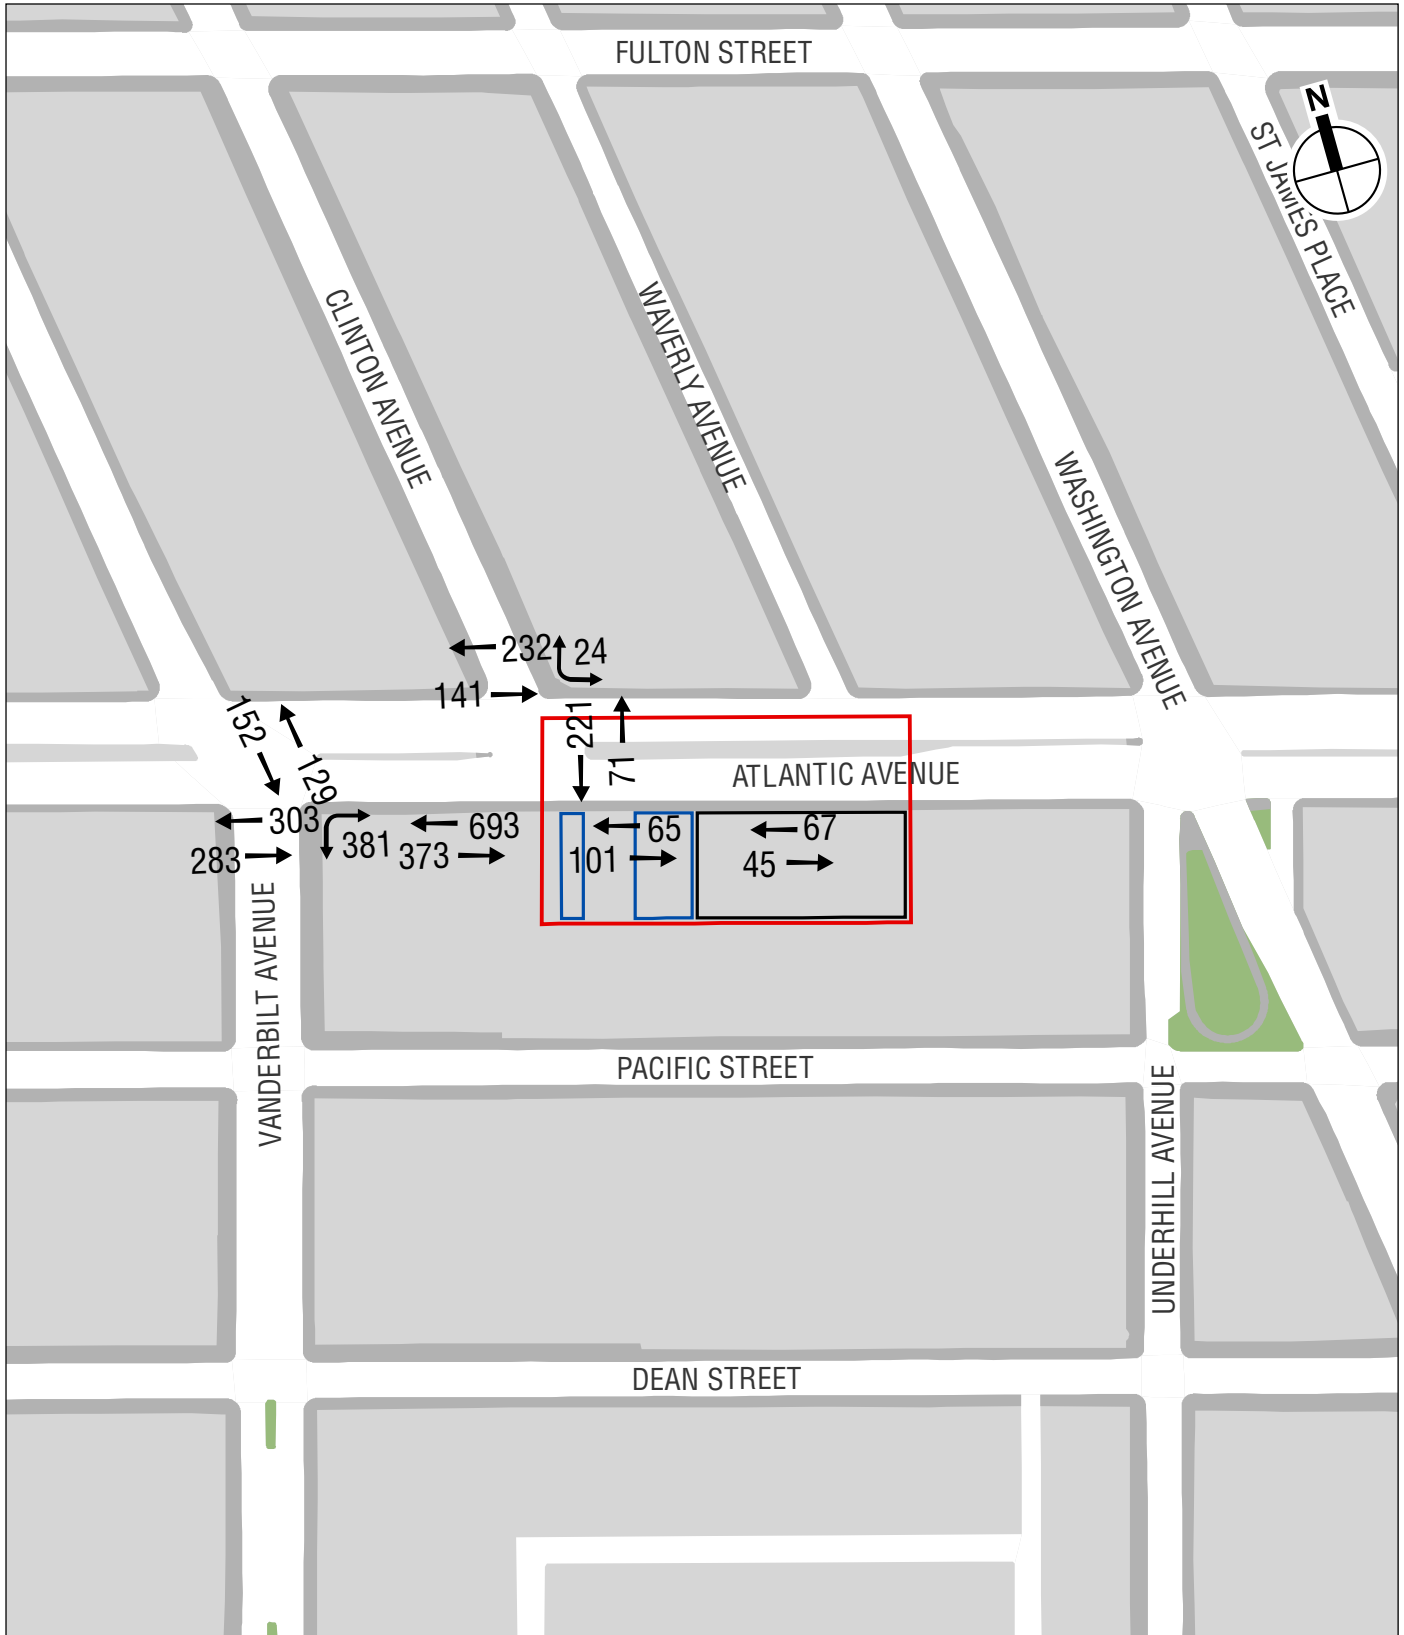 FULTON STREET
N
ST JAMES PLACE
CLINTON AVENUE
WAVERLY AVENUE
WASHINGTON AVENUE
232
24
141
152
129
221
71
ATLANTIC AVENUE
303
283
381
693
373
65
101
67
45
VANDERBILT AVENUE
PACIFIC STREET
UNDERHILL AVENUE
DEAN STREET